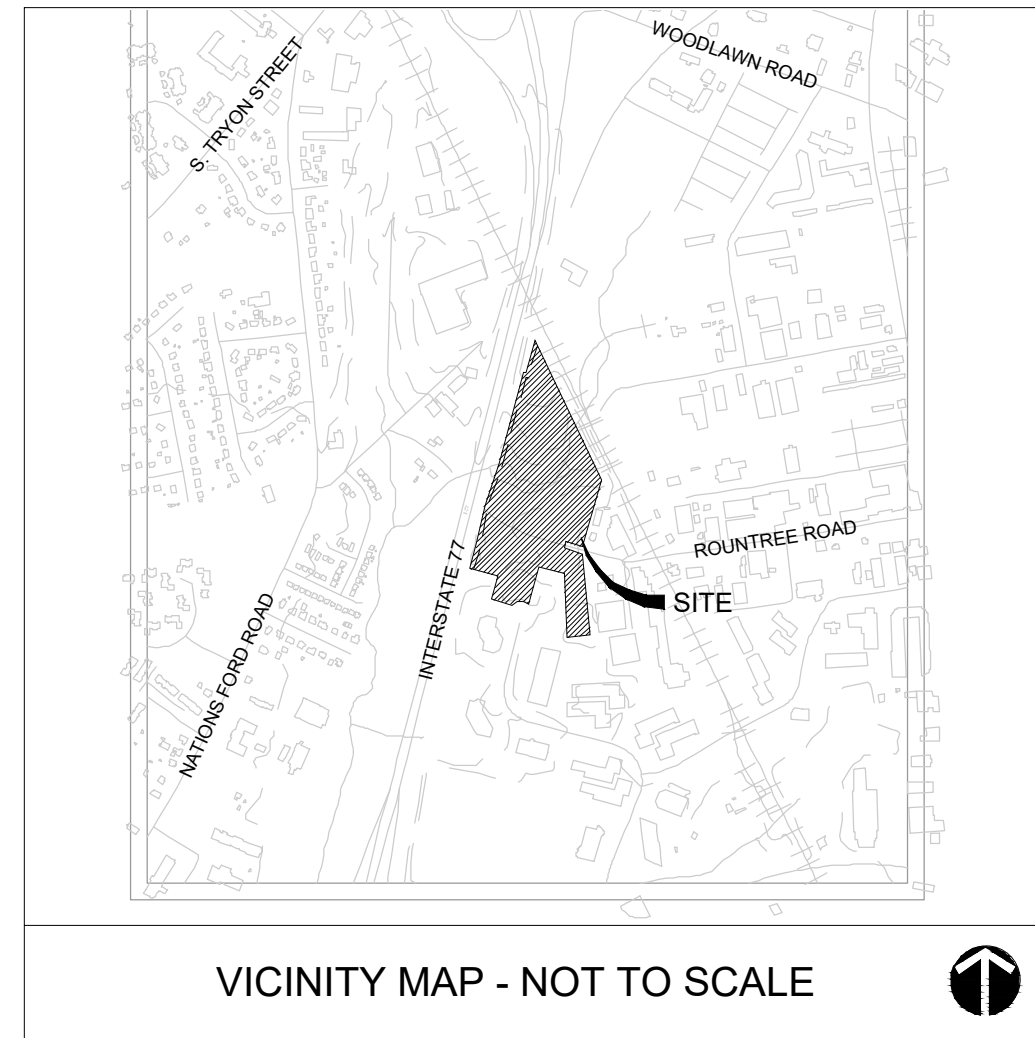 WOODLAWN ROAD
S. TRYON STREET
ROUNTREE ROAD
SITE
INTERSTATE 77
NATIONS FORD ROAD
VICINITY MAP - NOT TO SCALE